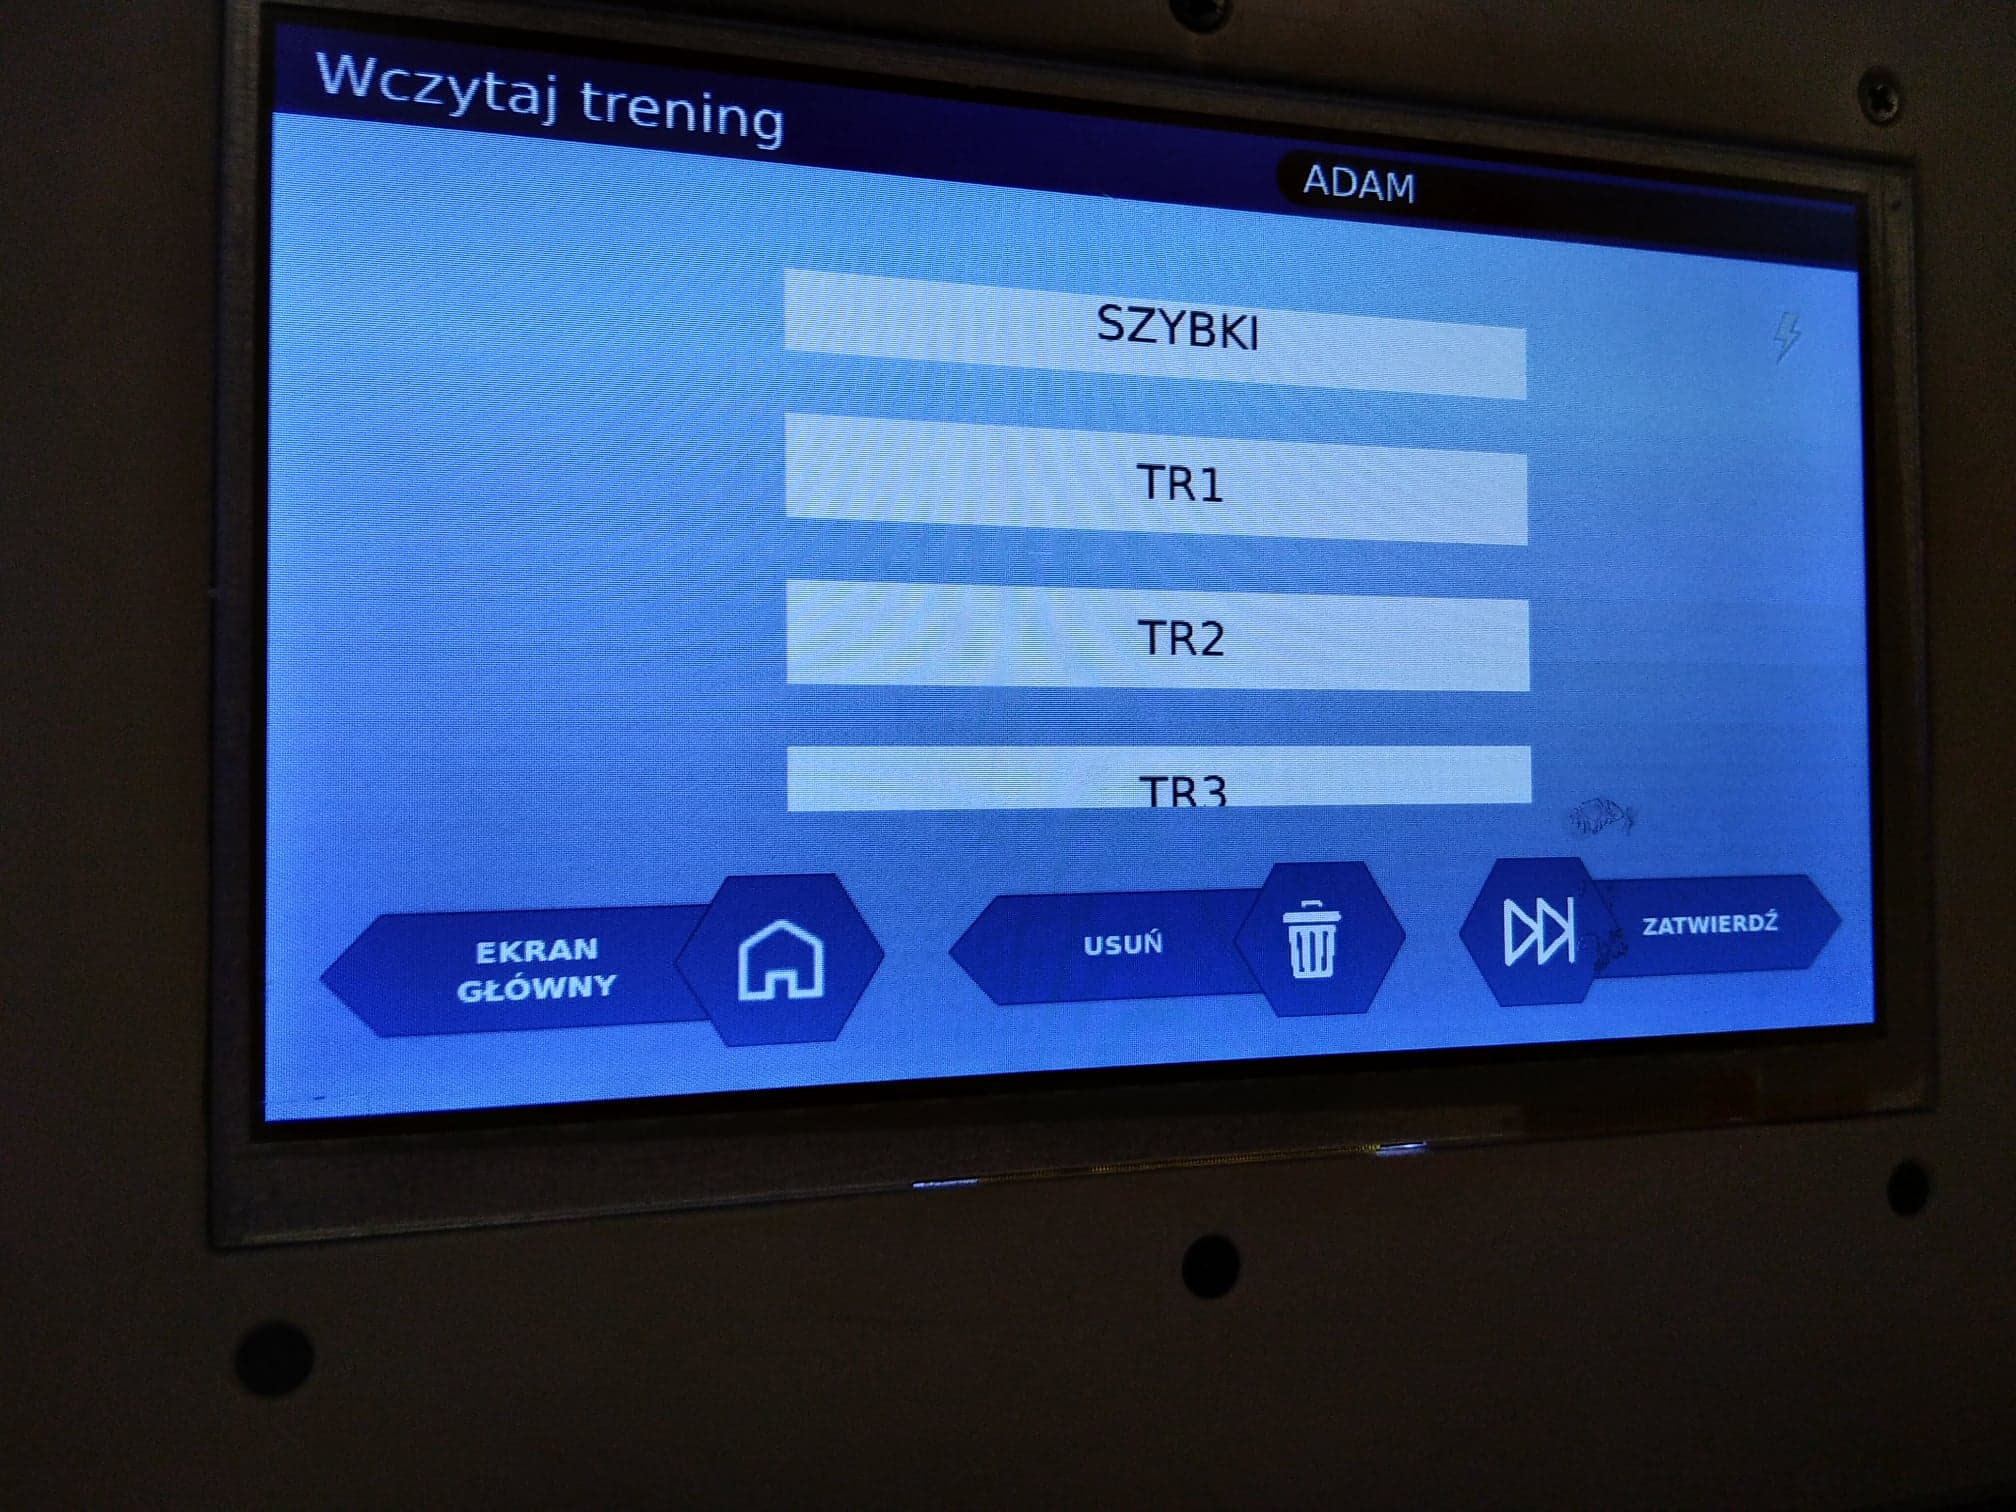 Wczytaj trening
ADAM
SZYBKI
TR1
TR2
TR3
EKRAN
GŁÓWNY
USUŃ
ZATWIERDŹ